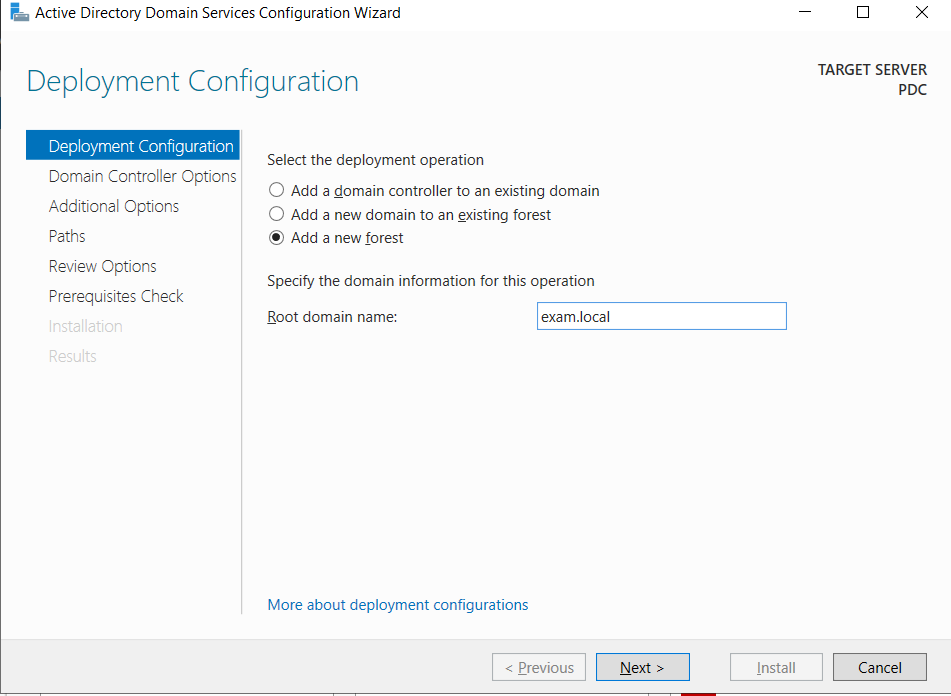 Active Directory Domain Services Configuration Wizard
Deployment Configuration
TARGET SERVER
PDC
Deployment Configuration
Domain Controller Options
Additional Options
Paths
Review Options
Prerequisites Check
Installation
Results
Select the deployment operation
Add a domain controller to an existing domain
Add a new domain to an existing forest
Add a new forest
Specify the domain information for this operation
Root domain name:
exam.local
More about deployment configurations
< Previous
Next >
Install
Cancel